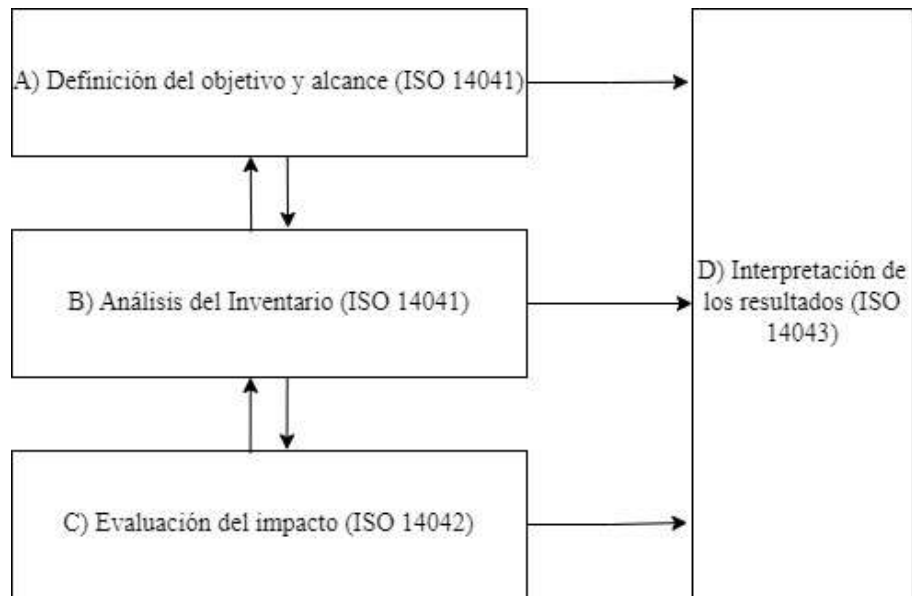 A) Definición del objetivo y alcance (ISO 14041)
B) Análisis del Inventario (ISO 14041)
D) Interpretación de
los resultados (ISO
14043)
C) Evaluación del impacto (ISO 14042)